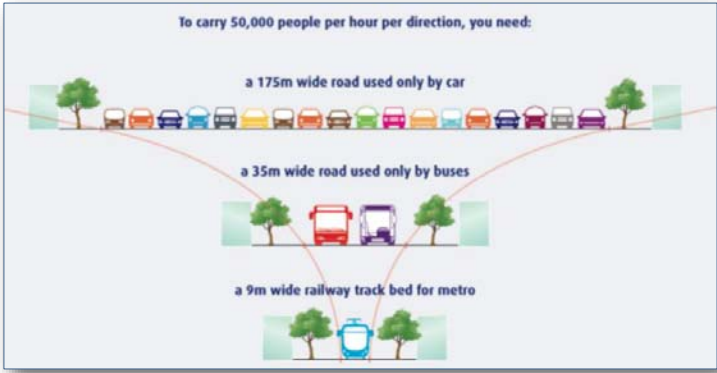 To carry 50,000 people per hour per direction, you need:
a 175m wide road used only by car
a 35m wide road used only by buses
a 9m wide railway track bed for metro